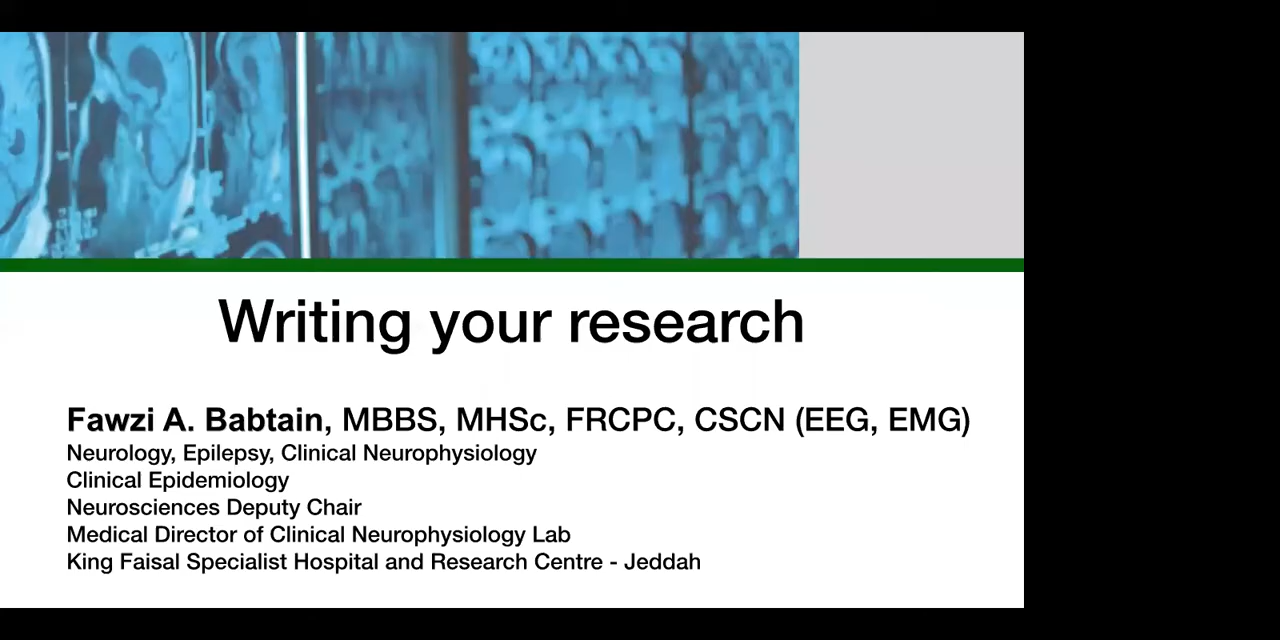 Writing your research
Fawzi A. Babtain, MBBS, MHSc, FRCPC, CSCN (EEG, EMG)
Neurology, Epilepsy, Clinical Neurophysiology
Clinical Epidemiology
Neurosciences Deputy Chair
Medical Director of Clinical Neurophysiology Lab
King Faisal Specialist Hospital and Research Centre - Jeddah